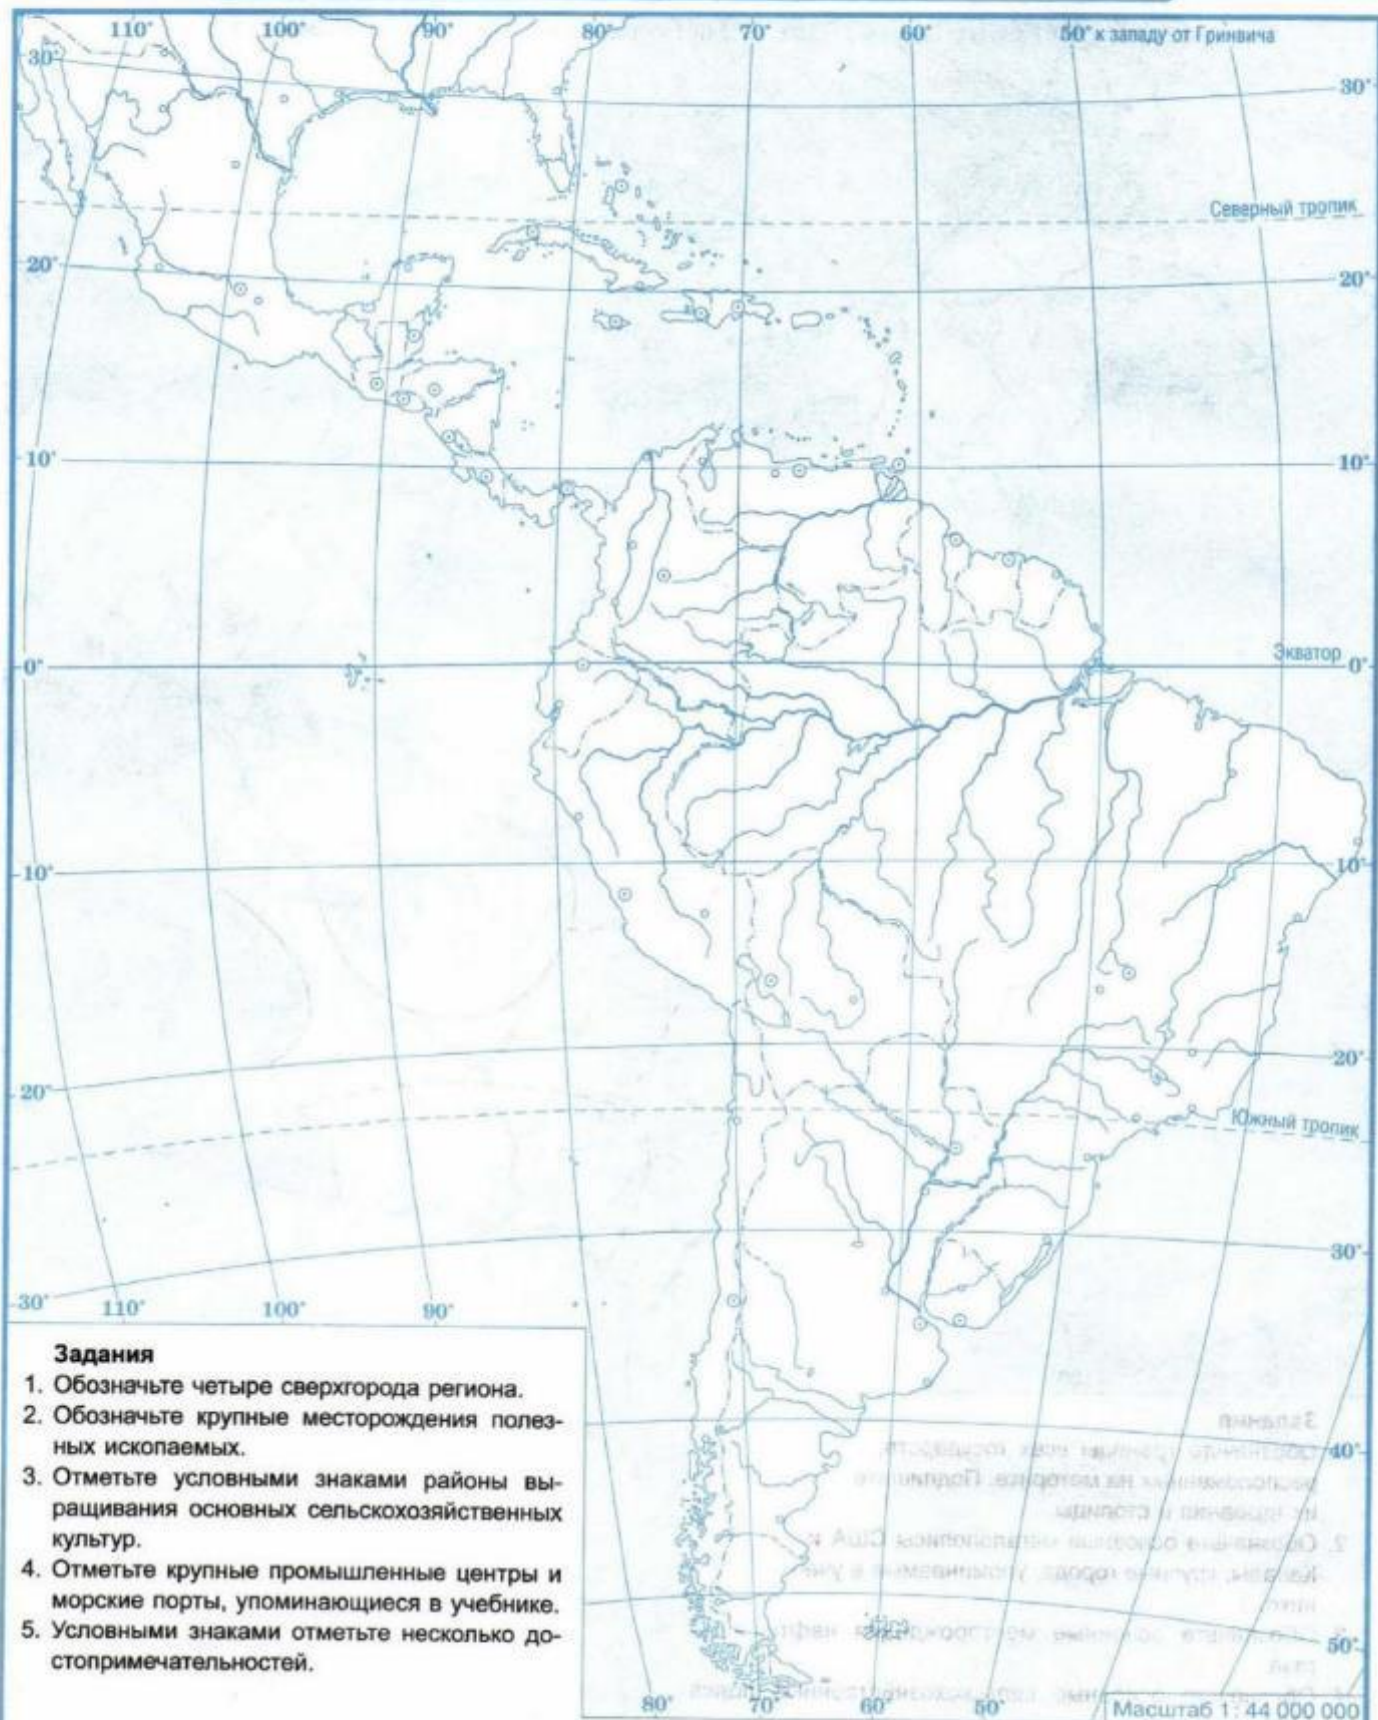 110° 100° 90° 80° 70° 60° 50° к западу от Гринвича
30° 30°
Северный тропик
20° 20°
10° 10°
Экватор
0° 0°
10° 10°
20° 20°
Южный тропик
30° 30°
110° 100° 90°
Задания
1. Обозначьте четыре сверхгорода региона.
2. Обозначьте крупные месторождения полез-
ных ископаемых.
3. Отметьте условными знаками районы вы-
ращивания основных сельскохозяйственных
культур.
4. Отметьте крупные промышленные центры и
морские порты, упоминающиеся в учебнике.
5. Условными знаками отметьте несколько до-
стопримечательностей.
40°
50°
80° 70° 60° 50°
Масштаб 1 : 44 000 000